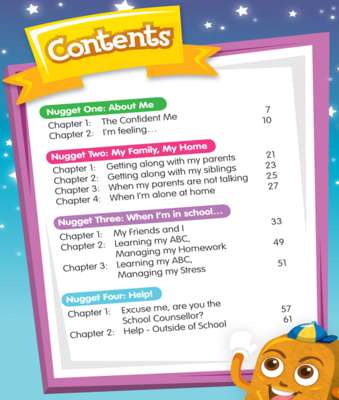 Contents
Nugget One: About Me
Chapter 1: The Confident Me 7
Chapter 2: I'm feeling... 10
Nugget Two: My Family, My Home
Chapter 1: Getting along with my parents 21
Chapter 2: Getting along with my siblings 23
Chapter 3: When my parents are not talking 25
Chapter 4: When I'm alone at home 27
Nugget Three: When I'm in school...
Chapter 1: My Friends and I 33
Chapter 2: Learning my ABC,
Managing my Homework 49
Chapter 3: Learning my ABC,
Managing my Stress 51
Nugget Four: Help!
Chapter 1: Excuse me, are you the
School Counsellor? 57
Chapter 2: Help - Outside of School 61